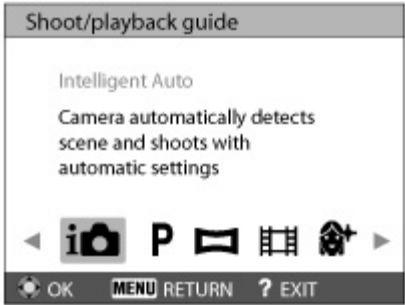 Shoot/playback guide
Intelligent Auto
Camera automatically detects
scene and shoots with
automatic settings
i P
OK MENU RETURN ? EXIT